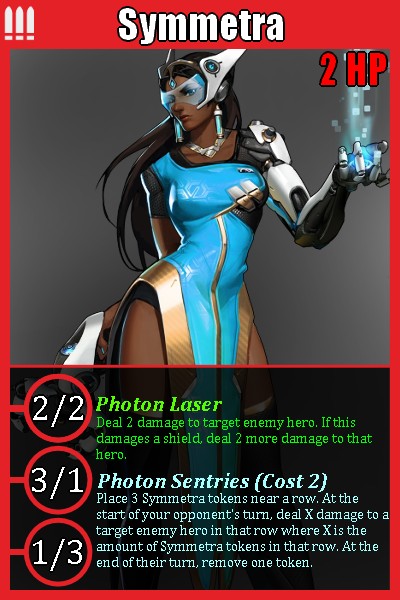 Symmetra
2 HP
2/2
Photon Laser
Deal 2 damage to target enemy hero. If this
damages a shield, deal 2 more damage to that
hero.
3/1
Photon Sentries (Cost 2)
Place 3 Symmetra tokens near a row. At the
start of your opponent's turn, deal X damage to a
target enemy hero in that row where X is the
amount of Symmetra tokens in that row. At the
end of their turn, remove one token.
1/3